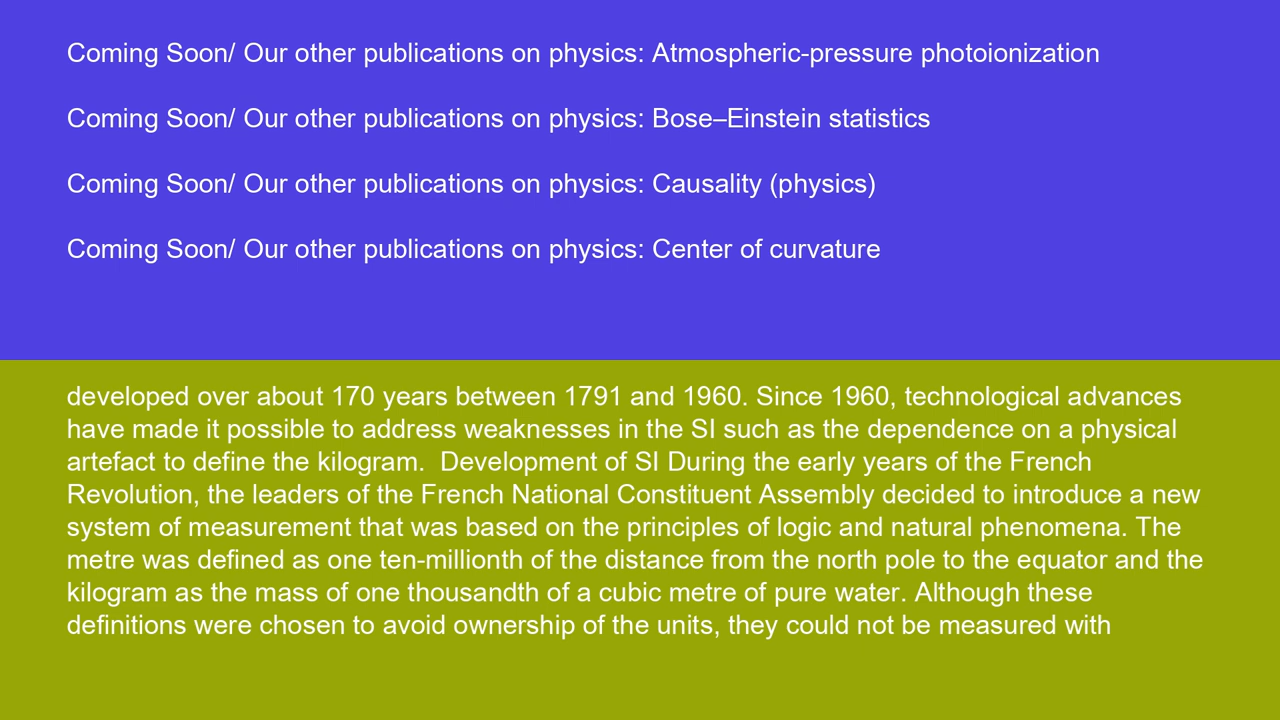 Coming Soon/ Our other publications on physics: Atmospheric-pressure photoionization
Coming Soon/ Our other publications on physics: Bose–Einstein statistics
Coming Soon/ Our other publications on physics: Causality (physics)
Coming Soon/ Our other publications on physics: Center of curvature
developed over about 170 years between 1791 and 1960. Since 1960, technological advances
have made it possible to address weaknesses in the SI such as the dependence on a physical
artefact to define the kilogram.  Development of SI During the early years of the French
Revolution, the leaders of the French National Constituent Assembly decided to introduce a new
system of measurement that was based on the principles of logic and natural phenomena. The
metre was defined as one ten-millionth of the distance from the north pole to the equator and the
kilogram as the mass of one thousandth of a cubic metre of pure water. Although these
definitions were chosen to avoid ownership of the units, they could not be measured with